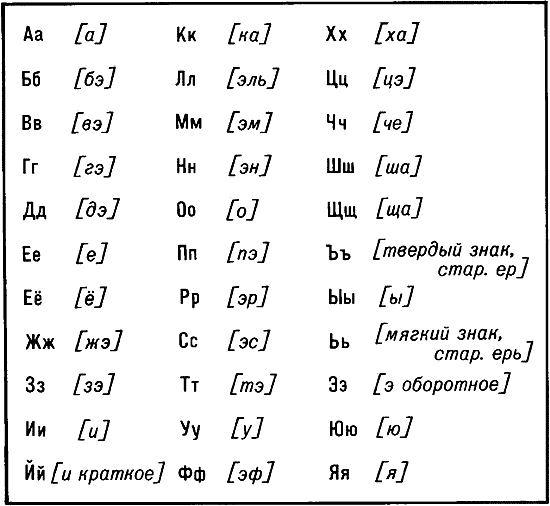 Аа [а]
Бб [бэ]
Вв [вэ]
Гг [гэ]
Дд [дэ]
Ее [е]
Её [ё]
Жж [жэ]
Зз [зэ]
Ии [и]
Йй [и краткое]
Кк [ка]
Лл [эль]
Мм [эм]
Нн [эн]
Оо [о]
Пп [пэ]
Рр [эр]
Сс [эс]
Тт [тэ]
Уу [у]
Фф [эф]
Хх [ха]
Цц [цэ]
Чч [че]
Шш [ша]
Щщ [ща]
Ъъ [твердый знак,
стар. ер]
Ыы [ы]
Ьь [мягкий знак,
стар. ерь]
Ээ [э оборотное]
Юю [ю]
Яя [я]